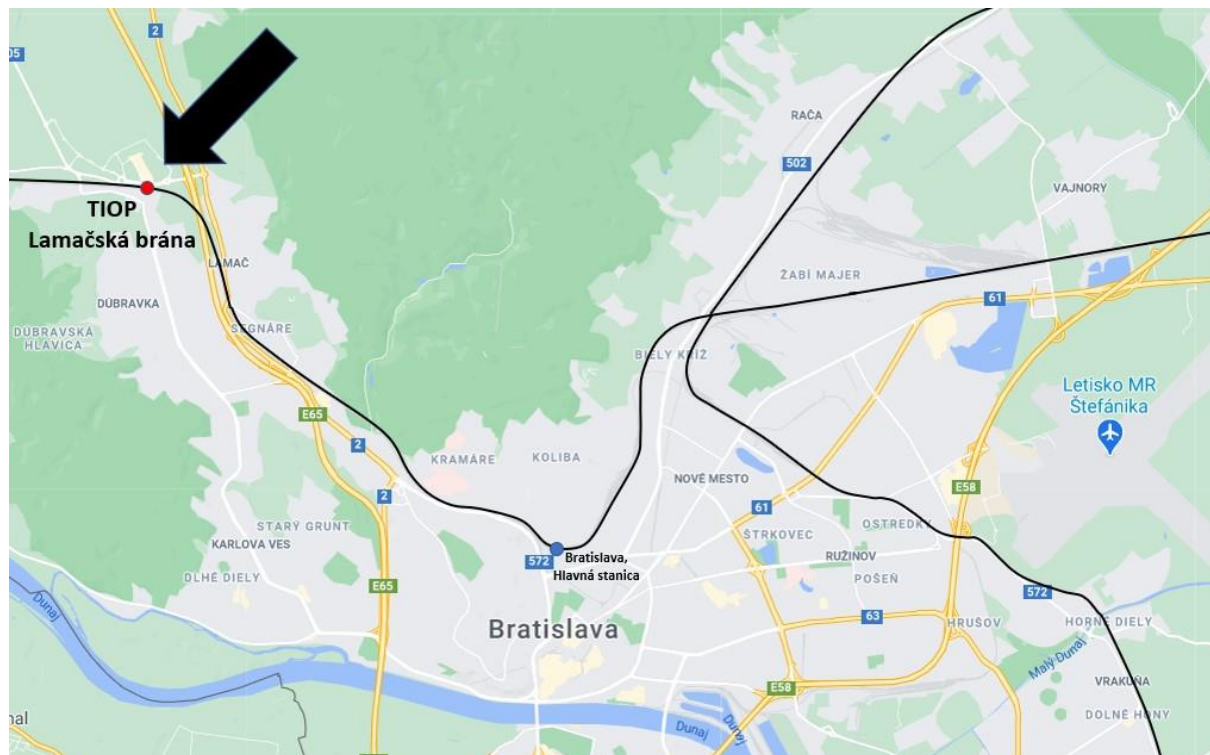 2
05
502
RAČA
VAJNORY
TIOP
Lamačská brána
LAMAČ
DÚBRAVKA
ŽABÍ MAJER
61
DÚBRAVSKÁ
HLAVICA
SEGNÁRE
BIELY KRÍŽ
Letisko MR
Štefánika
E65
2
KRAMÁRE
KOLIBA
NOVÉ MESTO
2
E58
61
STARÝ GRUNT
KARLOVA VES
OSTREDKY
ŠTRKOVEC
572
Bratislava,
Hlavná stanica
RUŽINOV
DLHÉ DIELY
E65
POŠEŇ
572
Dunaj
63
HRUŠOV
HORNÉ DIELY
Bratislava
Malý Dunaj
VRAKUŇA
E58
DOLNÉ HONY
nal
Dunaj
Dunaj